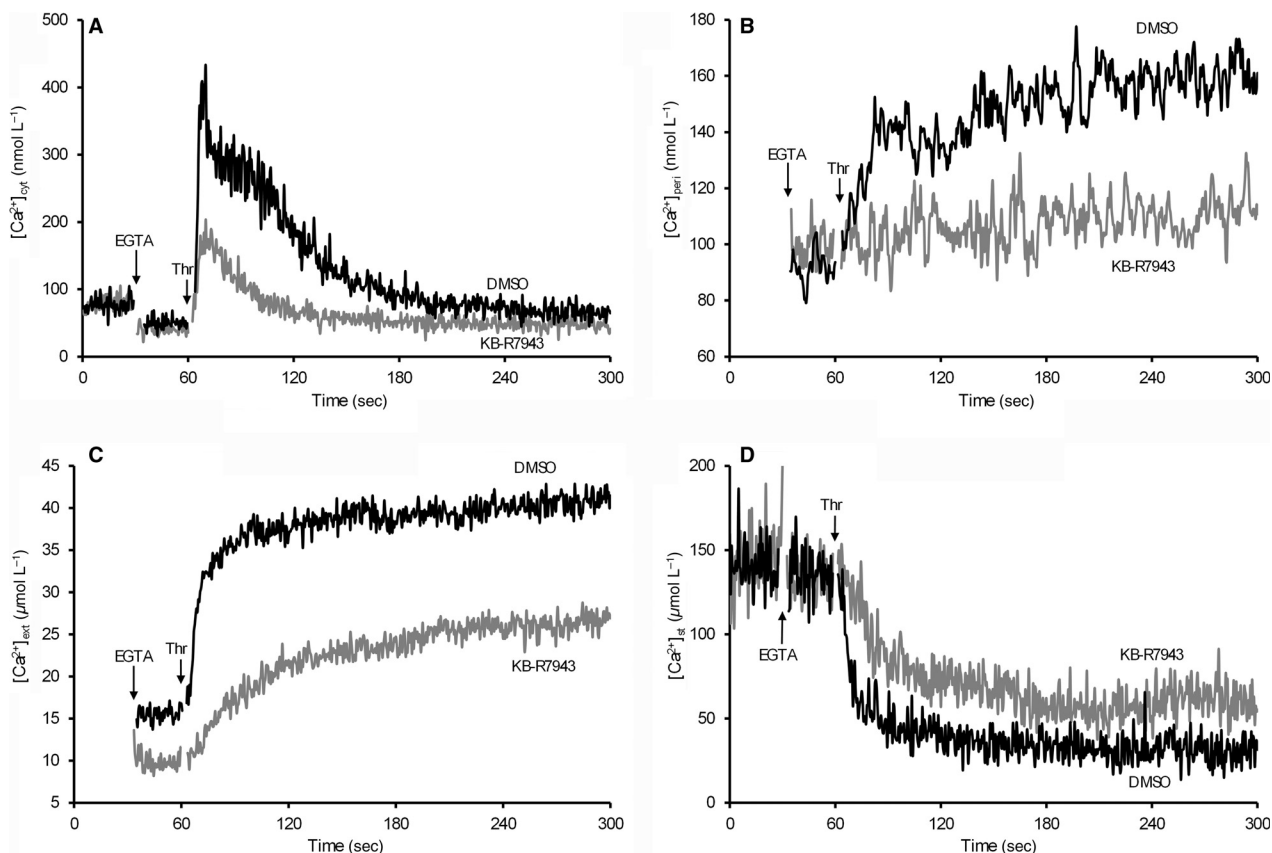 A
500
400
300
200
100
0
[Ca²⁺]cyt (nmol L⁻¹)
EGTA
Thr
DMSO
KB-R7943
0 60 120 180 240 300
Time (sec)
B
180
160
140
120
100
80
60
[Ca²⁺]peri (nmol L⁻¹)
DMSO
EGTA
Thr
KB-R7943
0 60 120 180 240 300
Time (sec)
C
45
40
35
30
25
20
15
10
5
[Ca²⁺]ext (µmol L⁻¹)
DMSO
EGTA
Thr
KB-R7943
0 60 120 180 240 300
Time (sec)
D
200
150
100
50
0
[Ca²⁺]st (µmol L⁻¹)
Thr
EGTA
KB-R7943
DMSO
0 60 120 180 240 300
Time (sec)